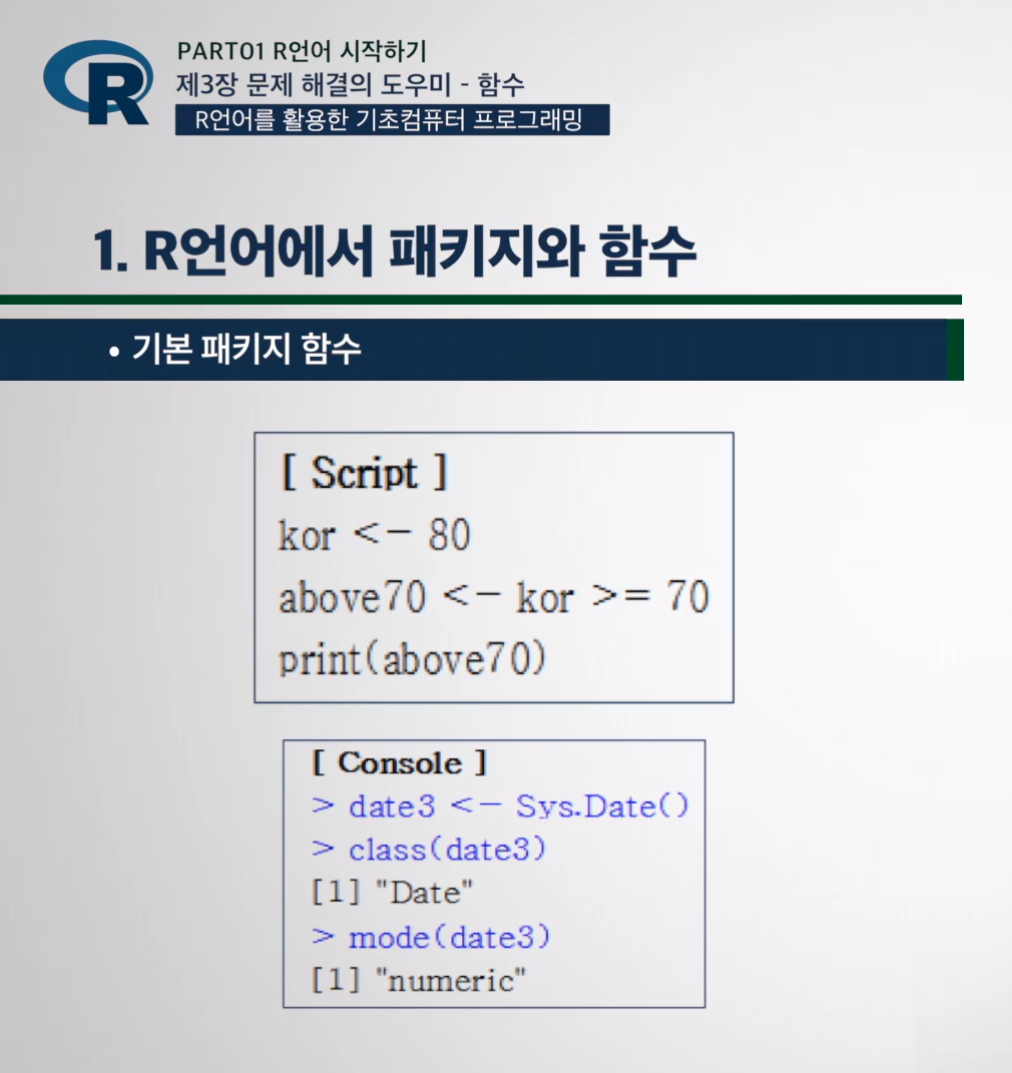 R
PART01 R언어 시작하기
제3장 문제 해결의 도우미 - 함수
R언어를 활용한 기초컴퓨터 프로그래밍
1. R언어에서 패키지와 함수
• 기본 패키지 함수
[ Script ]
kor <- 80
above70 <- kor >= 70
print(above70)
[ Console ]
> date3 <- Sys.Date()
> class(date3)
[1] "Date"
> mode(date3)
[1] "numeric"